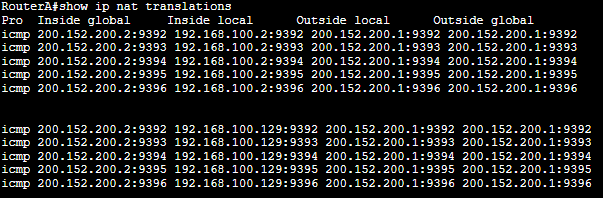 RouterA#show ip nat translations
Pro Inside global Inside local Outside local Outside global
icmp 200.152.200.2:9392 192.168.100.2:9392 200.152.200.1:9392 200.152.200.1:9392
icmp 200.152.200.2:9393 192.168.100.2:9393 200.152.200.1:9393 200.152.200.1:9393
icmp 200.152.200.2:9394 192.168.100.2:9394 200.152.200.1:9394 200.152.200.1:9394
icmp 200.152.200.2:9395 192.168.100.2:9395 200.152.200.1:9395 200.152.200.1:9395
icmp 200.152.200.2:9396 192.168.100.2:9396 200.152.200.1:9396 200.152.200.1:9396
icmp 200.152.200.2:9392 192.168.100.129:9392 200.152.200.1:9392 200.152.200.1:9392
icmp 200.152.200.2:9393 192.168.100.129:9393 200.152.200.1:9393 200.152.200.1:9393
icmp 200.152.200.2:9394 192.168.100.129:9394 200.152.200.1:9394 200.152.200.1:9394
icmp 200.152.200.2:9395 192.168.100.129:9395 200.152.200.1:9395 200.152.200.1:9395
icmp 200.152.200.2:9396 192.168.100.129:9396 200.152.200.1:9396 200.152.200.1:9396